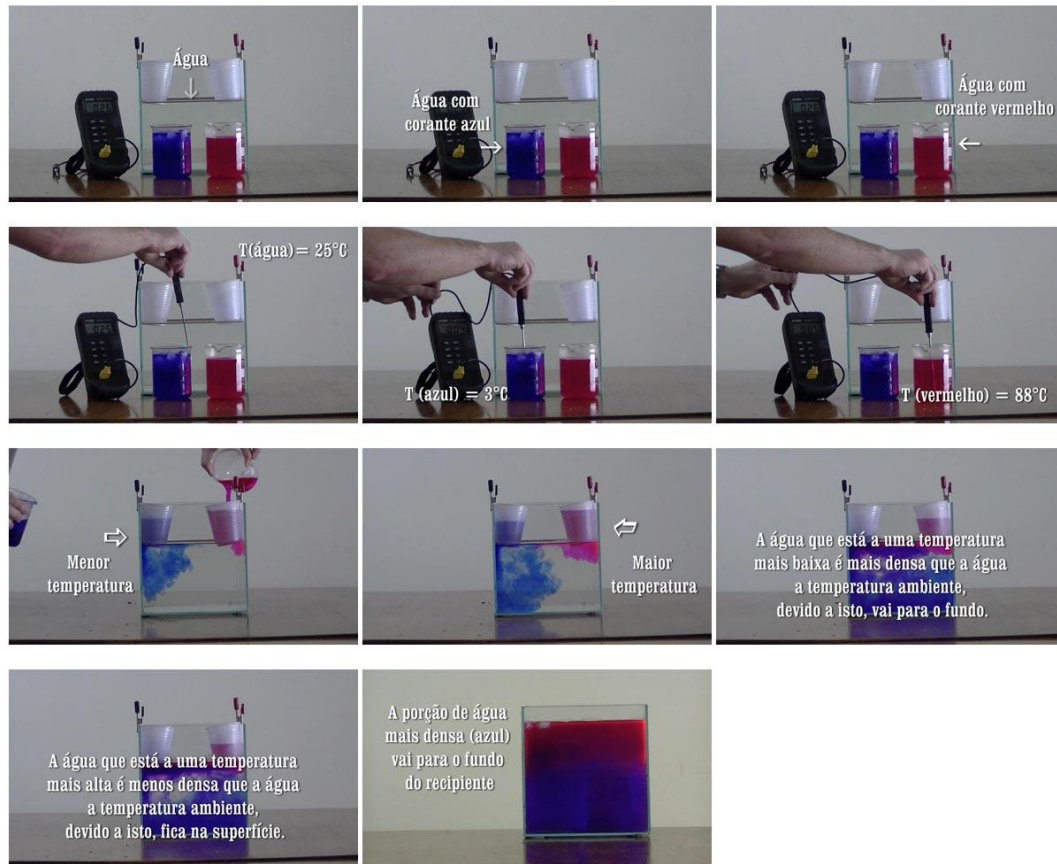 Água
Água com
corante azul
Água com
corante vermelho
T(água) = 25°C
T (azul) = 3°C
T (vermelho) = 88°C
Menor
temperatura
Maior
temperatura
A água que está a uma temperatura
mais baixa é mais densa que a água
a temperatura ambiente,
devido a isto, vai para o fundo.
A água que está a uma temperatura
mais alta é menos densa que a água
a temperatura ambiente,
devido a isto, fica na superfície.
A porção de água
mais densa (azul)
vai para o fundo
do recipiente